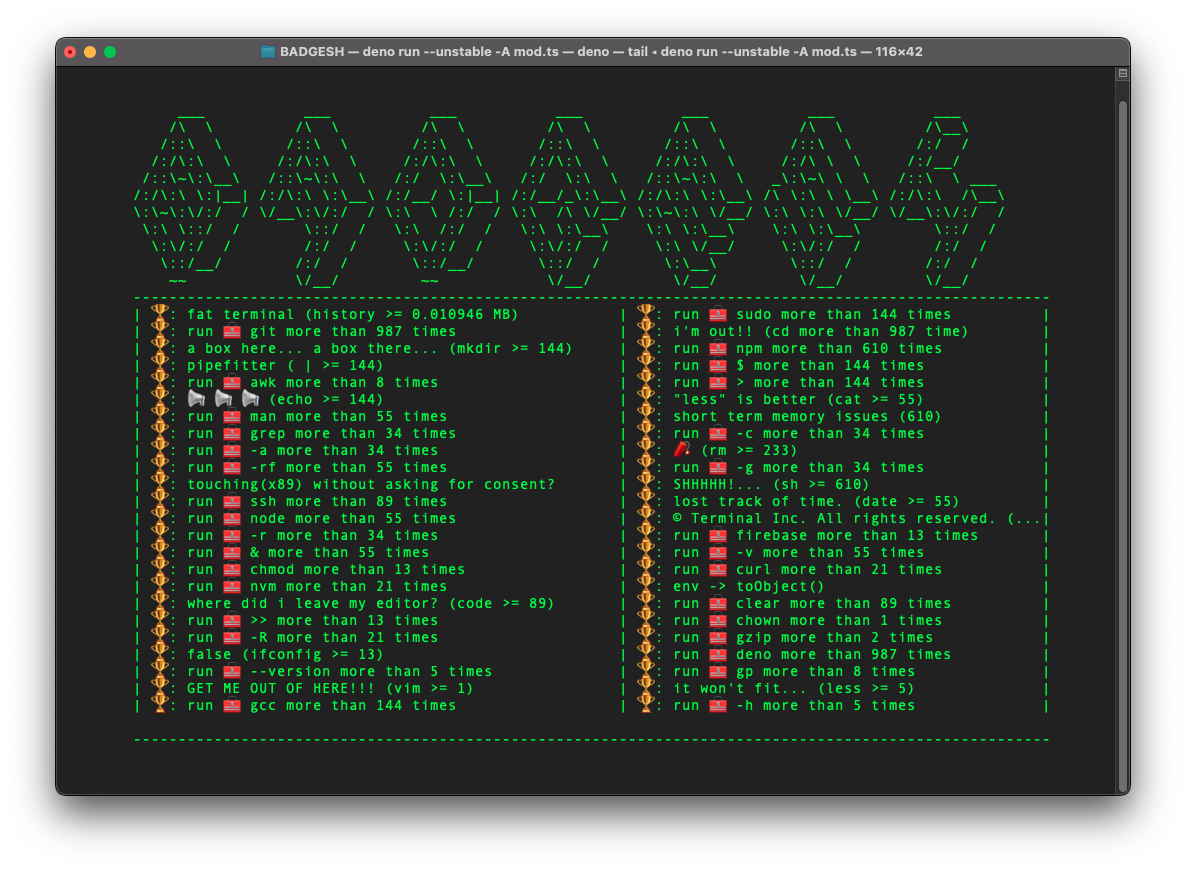 BADGESH — deno run --unstable -A mod.ts — deno — tail ◂ deno run --unstable -A mod.ts — 116×42
BADGESH
| 🏆: fat terminal (history >= 0.010946 MB) | 🏆: run 🧰 sudo more than 144 times |
| 🏆: run 🧰 git more than 987 times | 🏆: i'm out!! (cd more than 987 time) |
| 🏆: a box here... a box there... (mkdir >= 144) | 🏆: run 🧰 npm more than 610 times |
| 🏆: pipefitter ( | >= 144) | 🏆: run 🧰 $ more than 144 times |
| 🏆: run 🧰 awk more than 8 times | 🏆: run 🧰 > more than 144 times |
| 🏆: 📢 📢 📢 (echo >= 144) | 🏆: "less" is better (cat >= 55) |
| 🏆: run 🧰 man more than 55 times | 🏆: short term memory issues (610) |
| 🏆: run 🧰 grep more than 34 times | 🏆: run 🧰 -c more than 34 times |
| 🏆: run 🧰 -a more than 34 times | 🏆: 🧨 (rm >= 233) |
| 🏆: run 🧰 -rf more than 55 times | 🏆: run 🧰 -g more than 34 times |
| 🏆: touching(x89) without asking for consent? | 🏆: SHHHHH!... (sh >= 610) |
| 🏆: run 🧰 ssh more than 89 times | 🏆: lost track of time. (date >= 55) |
| 🏆: run 🧰 node more than 55 times | 🏆: © Terminal Inc. All rights reserved. (...|
| 🏆: run 🧰 -r more than 34 times | 🏆: run 🧰 firebase more than 13 times |
| 🏆: run 🧰 & more than 55 times | 🏆: run 🧰 -v more than 55 times |
| 🏆: run 🧰 chmod more than 13 times | 🏆: run 🧰 curl more than 21 times |
| 🏆: run 🧰 nvm more than 21 times | 🏆: env -> toObject() |
| 🏆: where did i leave my editor? (code >= 89) | 🏆: run 🧰 clear more than 89 times |
| 🏆: run 🧰 >> more than 13 times | 🏆: run 🧰 chown more than 1 times |
| 🏆: run 🧰 -R more than 21 times | 🏆: run 🧰 gzip more than 2 times |
| 🏆: false (ifconfig >= 13) | 🏆: run 🧰 deno more than 987 times |
| 🏆: run 🧰 --version more than 5 times | 🏆: run 🧰 gp more than 8 times |
| 🏆: GET ME OUT OF HERE!!! (vim >= 1) | 🏆: it won't fit... (less >= 5) |
| 🏆: run 🧰 gcc more than 144 times | 🏆: run 🧰 -h more than 5 times |